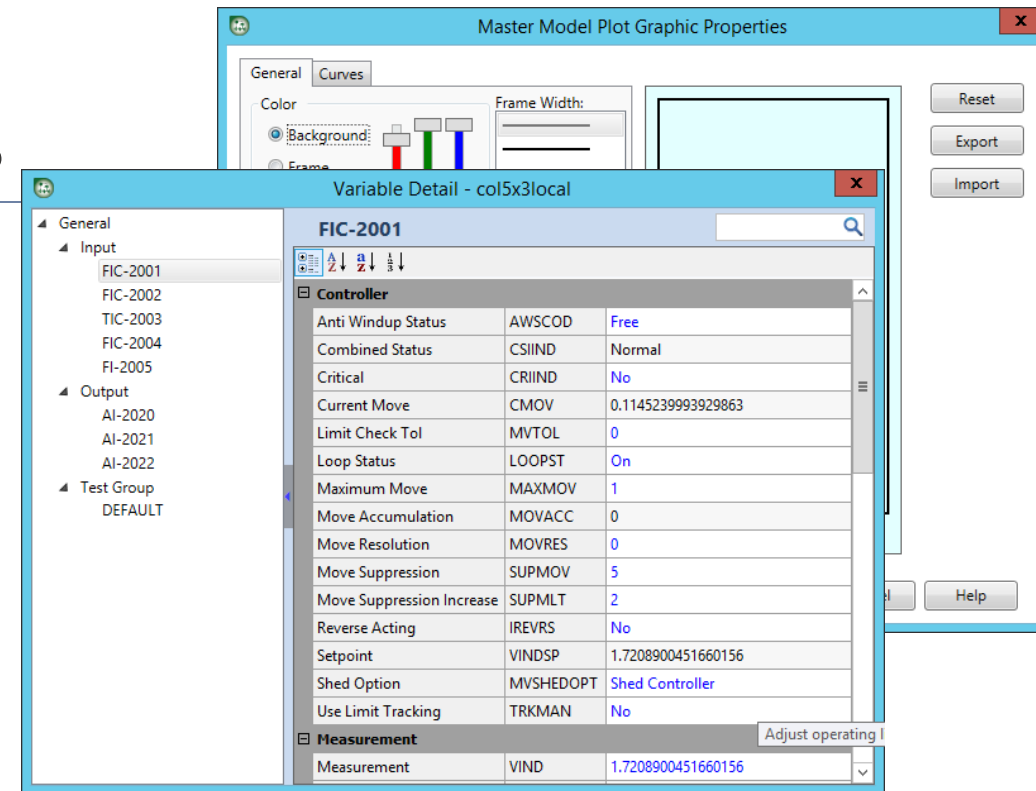 Master Model Plot Graphic Properties
x
General Curves
Color Frame Width:
Background
Frame
Reset
Export
Import
Variable Detail - col5x3local
x
General
Input
FIC-2001
FIC-2002
TIC-2003
FIC-2004
FI-2005
Output
AI-2020
AI-2021
AI-2022
Test Group
DEFAULT
FIC-2001
Controller
Anti Windup Status AWSCOD Free
Combined Status CSIIND Normal
Critical CRIIND No
Current Move CMOV 0.1145239993929863
Limit Check Tol MVTOL 0
Loop Status LOOPST On
Maximum Move MAXMOV 1
Move Accumulation MOVACC 0
Move Resolution MOVRES 0
Move Suppression SUPMOV 5
Move Suppression Increase SUPMLT 2
Reverse Acting IREVRS No
Setpoint VINDSP 1.7208900451660156
Shed Option MVSHEDOPT Shed Controller
Use Limit Tracking TRKMAN No
Adjust operating
Measurement
Measurement VIND 1.7208900451660156
Help